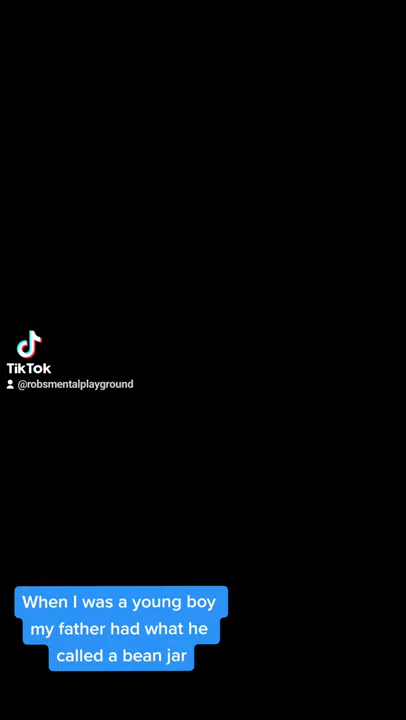 TikTok
@robsmentalplayground
When I was a young boy
my father had what he
called a bean jar